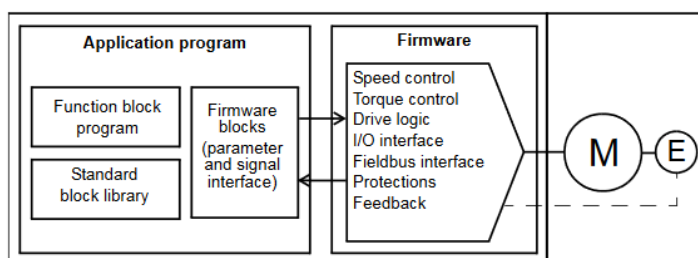 Application program
Function block
program
Standard
block library
Firmware
blocks
(parameter
and signal
interface)
Firmware
Speed control
Torque control
Drive logic
I/O interface
Fieldbus interface
Protections
Feedback
M
E